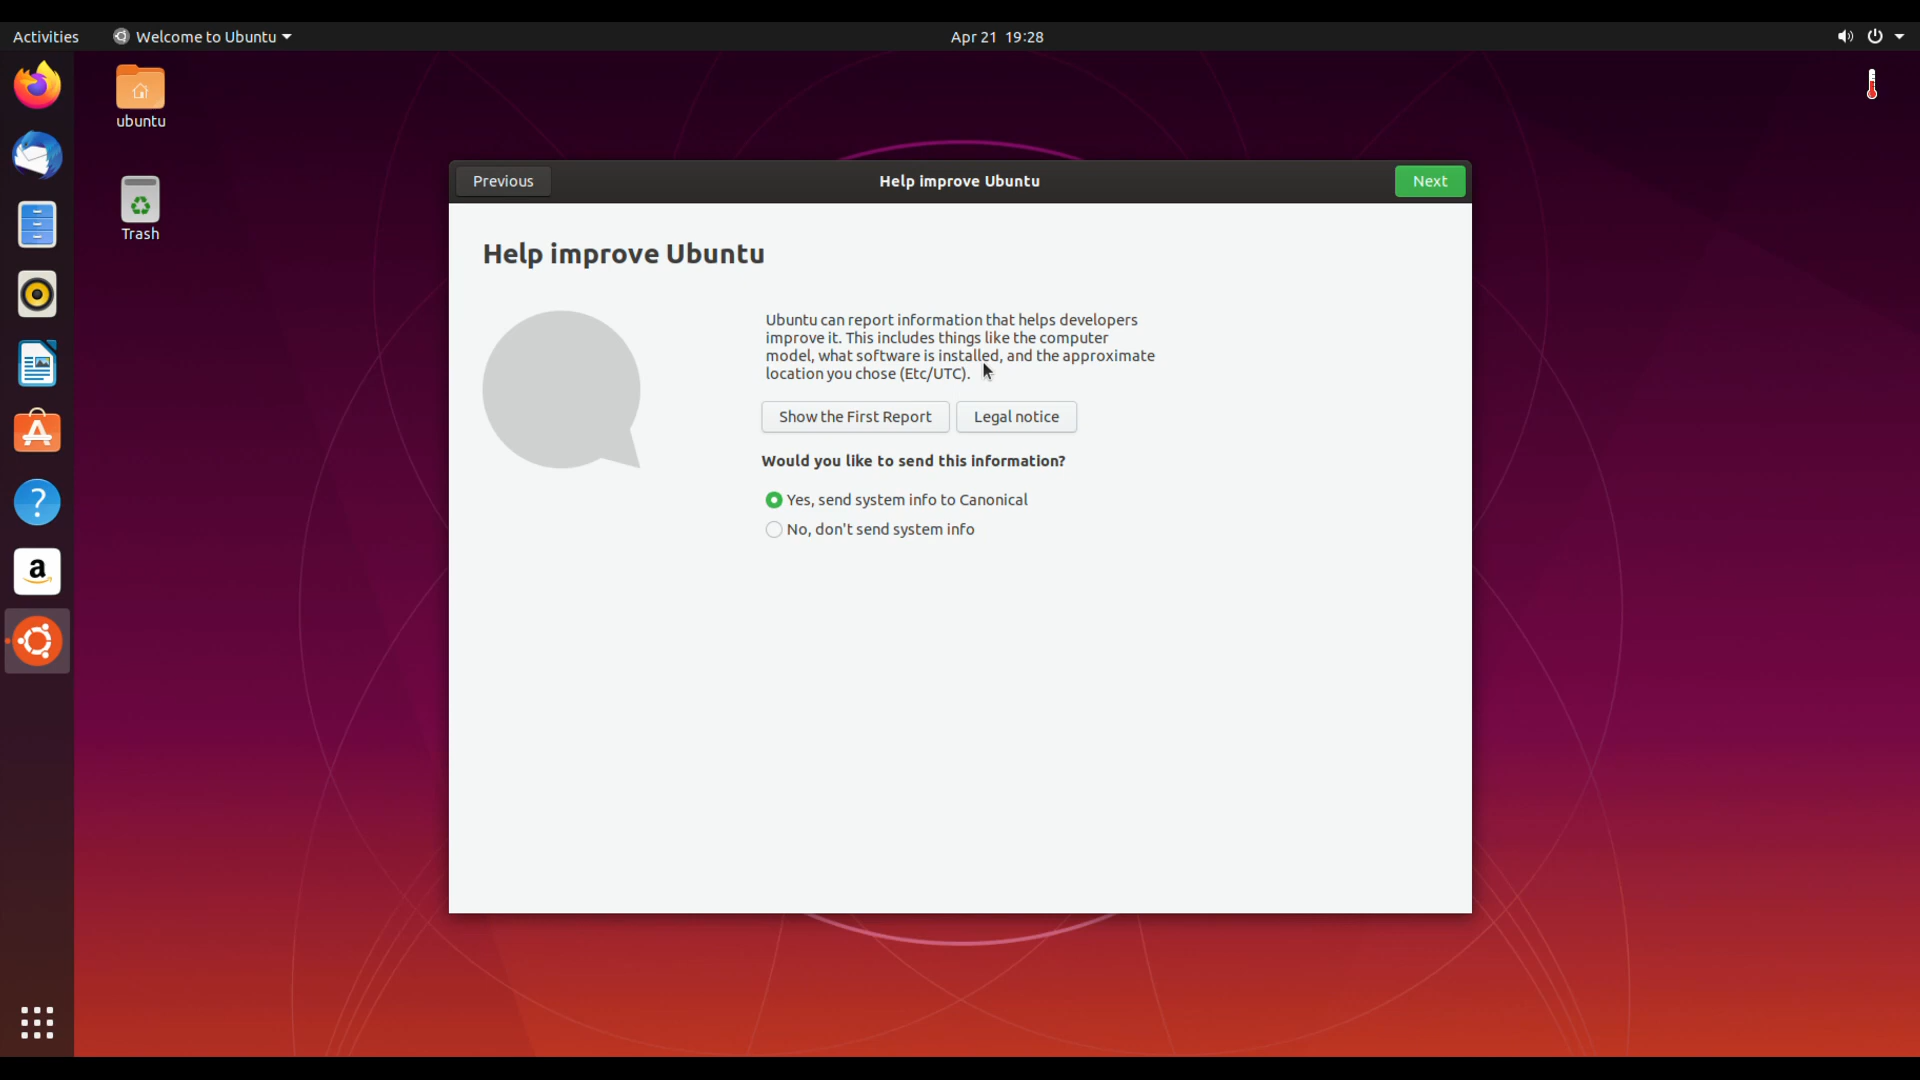 Activities
Welcome to Ubuntu
Apr 21 19:28
ubuntu
Trash
Previous
Help improve Ubuntu
Next
Help improve Ubuntu
Ubuntu can report information that helps developers
improve it. This includes things like the computer
model, what software is installed, and the approximate
location you chose (Etc/UTC).
Show the First Report
Legal notice
Would you like to send this information?
Yes, send system info to Canonical
No, don't send system info
?
a